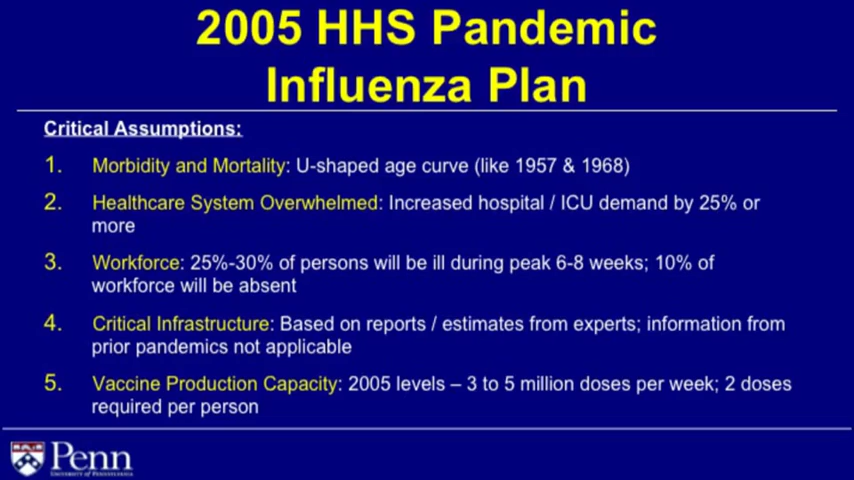 2005 HHS Pandemic
Influenza Plan
Critical Assumptions:
1. Morbidity and Mortality: U-shaped age curve (like 1957 & 1968)
2. Healthcare System Overwhelmed: Increased hospital / ICU demand by 25% or
more
3. Workforce: 25%-30% of persons will be ill during peak 6-8 weeks; 10% of
workforce will be absent
4. Critical Infrastructure: Based on reports / estimates from experts; information from
prior pandemics not applicable
5. Vaccine Production Capacity: 2005 levels – 3 to 5 million doses per week; 2 doses
required per person
Penn
UNIVERSITY OF PENNSYLVANIA